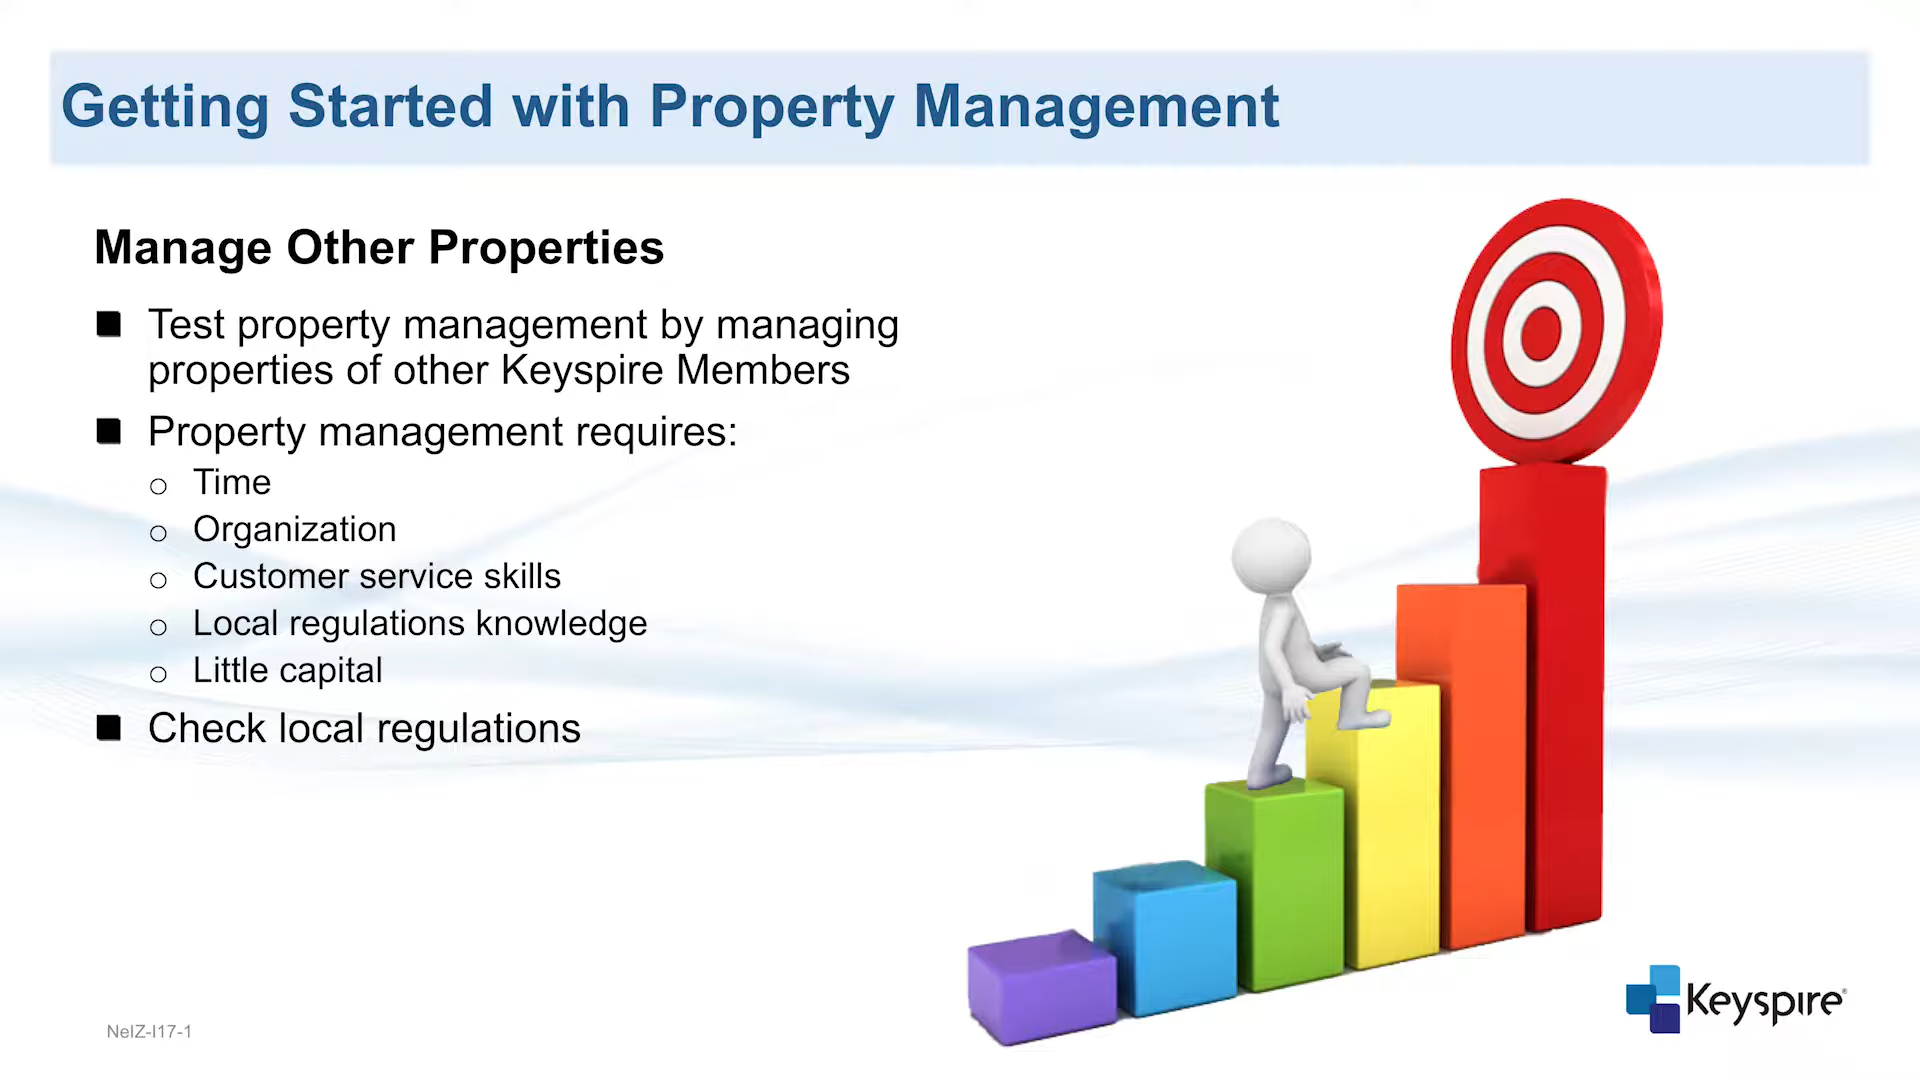 Getting Started with Property Management
Manage Other Properties
Test property management by managing
properties of other Keyspire Members
Property management requires:
Time
Organization
Customer service skills
Local regulations knowledge
Little capital
Check local regulations
NeIZ-I17-1
Keyspire®